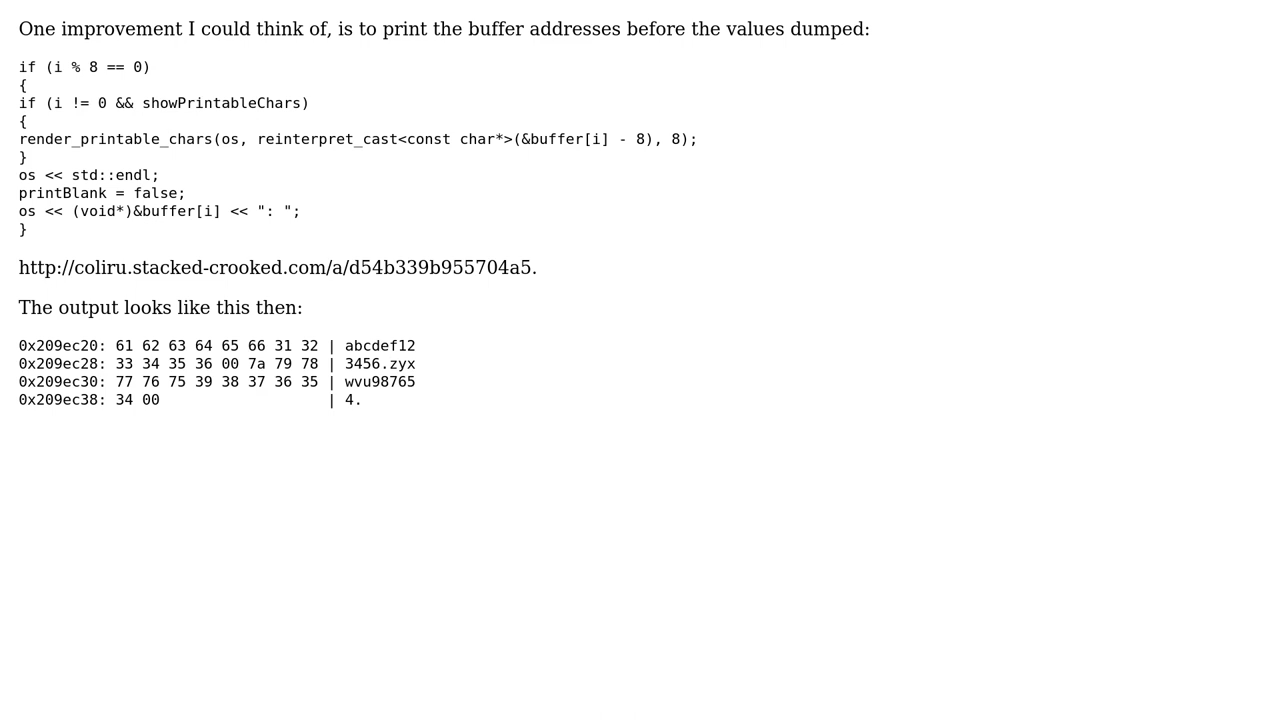 One improvement I could think of, is to print the buffer addresses before the values dumped:
if (i % 8 == 0)
{
if (i != 0 && showPrintableChars)
{
render_printable_chars(os, reinterpret_cast<const char*>(&buffer[i] - 8), 8);
}
os << std::endl;
printBlank = false;
os << (void*)&buffer[i] << ": ";
}
http://coliru.stacked-crooked.com/a/d54b339b955704a5.
The output looks like this then:
0x209ec20: 61 62 63 64 65 66 31 32 | abcdef12
0x209ec28: 33 34 35 36 00 7a 79 78 | 3456.zyx
0x209ec30: 77 76 75 39 38 37 36 35 | wvu98765
0x209ec38: 34 00                   | 4.